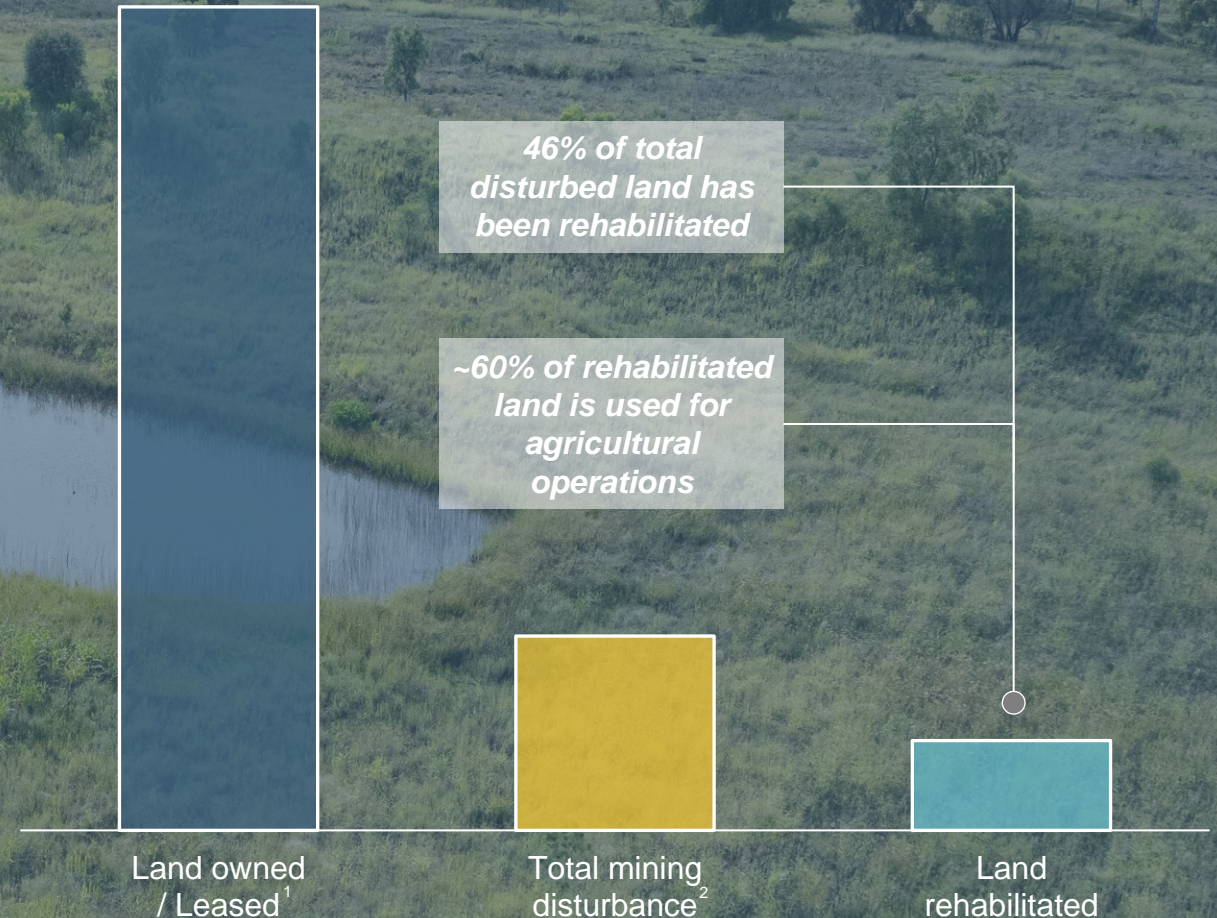 46% of total
disturbed land has
been rehabilitated
~60% of rehabilitated
land is used for
agricultural
operations
Land owned
/ Leased1
Total mining
disturbance2
Land
rehabilitated